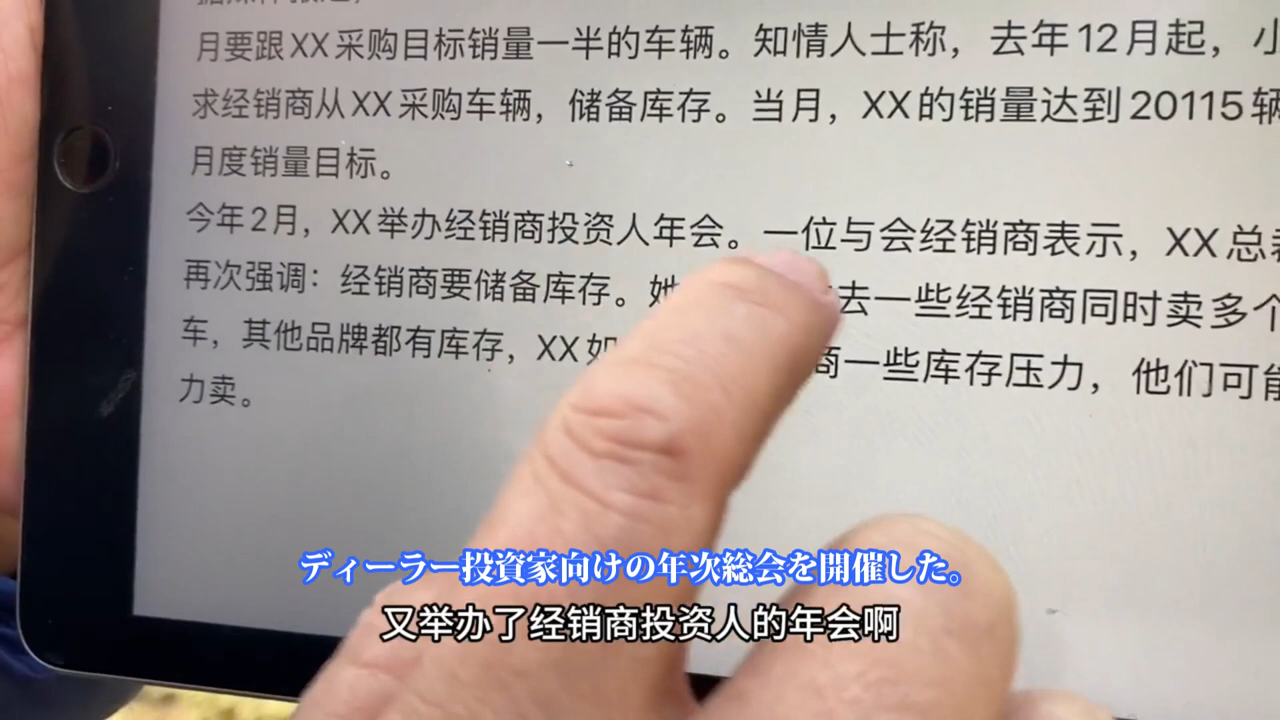 月要跟XX采购目标销量一半的车辆。知情人士称，去年12月起，
求经销商从XX采购车辆，储备库存。当月，XX的销量达到20115辆
月度销量目标。
今年2月，XX举办经销商投资人年会。一位与会经销商表示，XX总
再次强调：经销商要储备库存。她 去一些经销商同时卖多个
车，其他品牌都有库存，XX如 商一些库存压力，他们可能
力卖。
ディーラー投資家向けの年次総会を開催した。
又举办了经销商投资人的年会啊